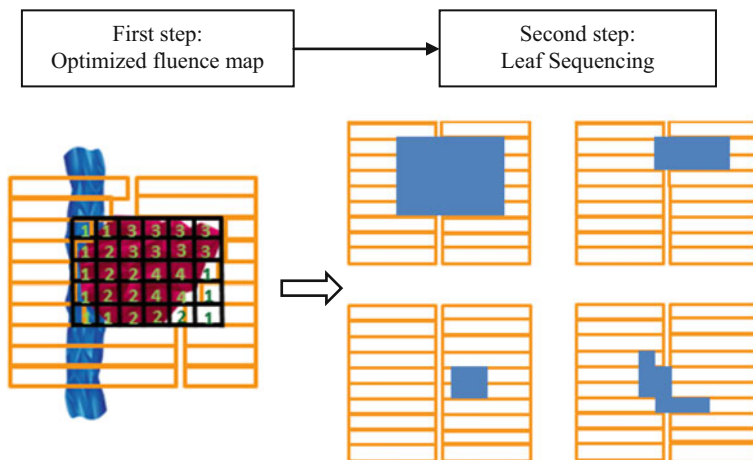 First step:
Optimized fluence map
Second step:
Leaf Sequencing
1 1 3 3 3 3
1 2 3 3 3 3
1 2 2 4 4 1
1 2 2 4 4 1
1 1 2 2 2 1